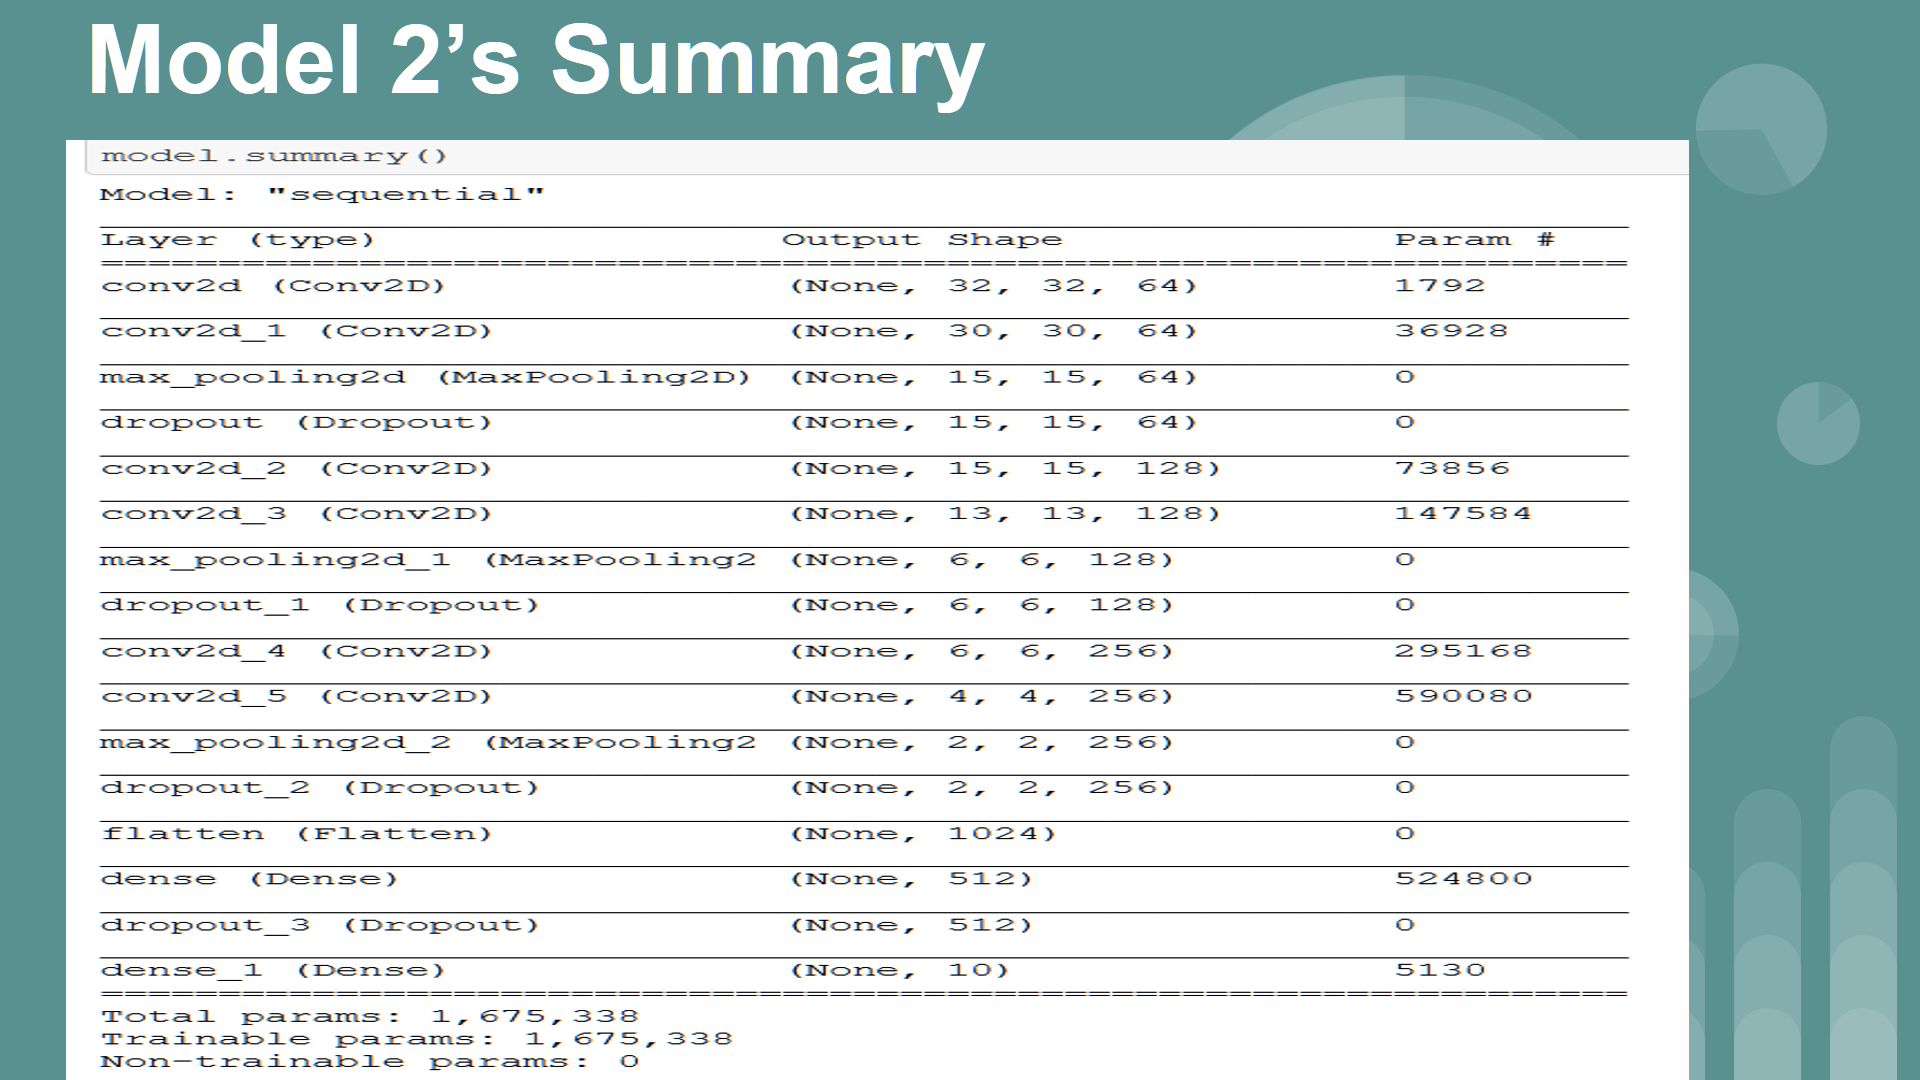 Model 2’s Summary
model.summary()
Model: "sequential"
Layer (type) Output Shape Param #
conv2d (Conv2D) (None, 32, 32, 64) 1792
conv2d_1 (Conv2D) (None, 30, 30, 64) 36928
max_pooling2d (MaxPooling2D) (None, 15, 15, 64) 0
dropout (Dropout) (None, 15, 15, 64) 0
conv2d_2 (Conv2D) (None, 15, 15, 128) 73856
conv2d_3 (Conv2D) (None, 13, 13, 128) 147584
max_pooling2d_1 (MaxPooling2 (None, 6, 6, 128) 0
dropout_1 (Dropout) (None, 6, 6, 128) 0
conv2d_4 (Conv2D) (None, 6, 6, 256) 295168
conv2d_5 (Conv2D) (None, 4, 4, 256) 590080
max_pooling2d_2 (MaxPooling2 (None, 2, 2, 256) 0
dropout_2 (Dropout) (None, 2, 2, 256) 0
flatten (Flatten) (None, 1024) 0
dense (Dense) (None, 512) 524800
dropout_3 (Dropout) (None, 512) 0
dense_1 (Dense) (None, 10) 5130
Total params: 1,675,338
Trainable params: 1,675,338
Non-trainable params: 0